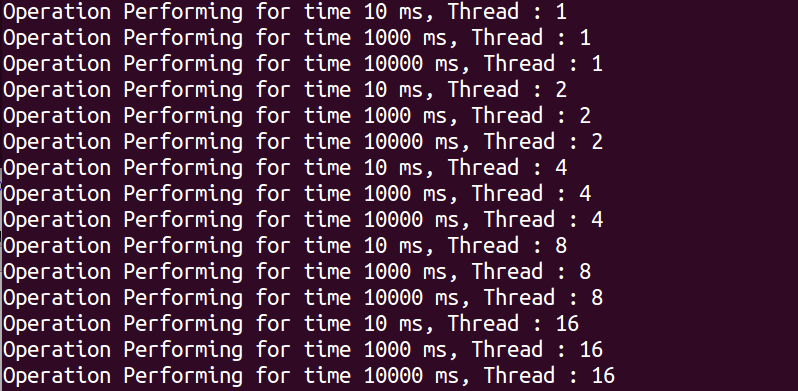 Operation Performing for time 10 ms, Thread : 1
Operation Performing for time 1000 ms, Thread : 1
Operation Performing for time 10000 ms, Thread : 1
Operation Performing for time 10 ms, Thread : 2
Operation Performing for time 1000 ms, Thread : 2
Operation Performing for time 10000 ms, Thread : 2
Operation Performing for time 10 ms, Thread : 4
Operation Performing for time 1000 ms, Thread : 4
Operation Performing for time 10000 ms, Thread : 4
Operation Performing for time 10 ms, Thread : 8
Operation Performing for time 1000 ms, Thread : 8
Operation Performing for time 10000 ms, Thread : 8
Operation Performing for time 10 ms, Thread : 16
Operation Performing for time 1000 ms, Thread : 16
Operation Performing for time 10000 ms, Thread : 16